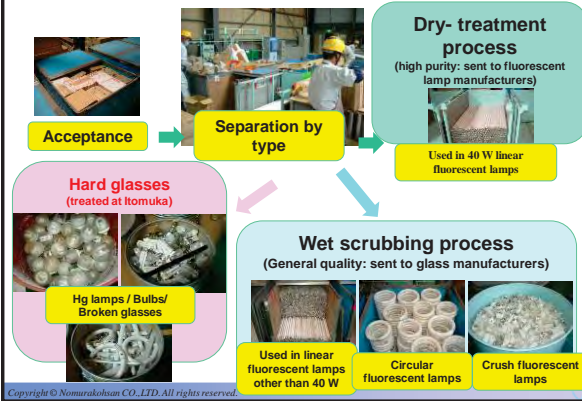 Dry- treatment
process
(high purity: sent to fluorescent
lamp manufacturers)
Acceptance
Separation by
type
Used in 40 W linear
fluorescent lamps
Hard glasses
(treated at Itomuka)
Hg lamps / Bulbs/
Broken glasses
Wet scrubbing process
(General quality: sent to glass manufacturers)
Used in linear
fluorescent lamps
other than 40 W
Circular
fluorescent lamps
Crush fluorescent
lamps
Copyright © Nomurakohsan CO.,LTD. All rights reserved.